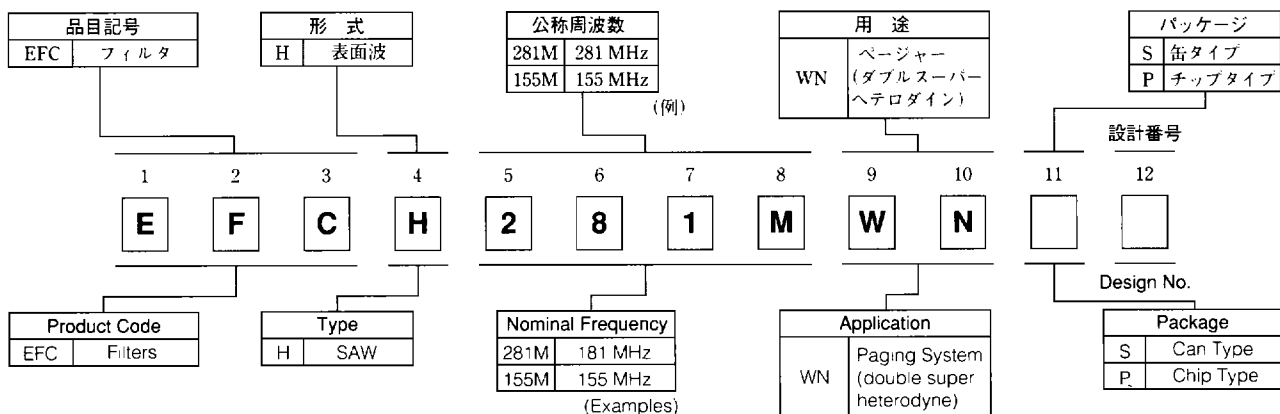 品目記号
EFC フィルタ
形 式
H 表面波
公称周波数
281M 281 MHz
155M 155 MHz
(例)
用 途
WN ページャー
(ダブルスーパー
ヘテロダイン)
パッケージ
S 缶タイプ
P チップタイプ
設計番号
1 2 3 4 5 6 7 8 9 10 11 12
E F C H 2 8 1 M W N
Design No.
Product Code
EFC Filters
Type
H SAW
Nominal Frequency
281M 181 MHz
155M 155 MHz
(Examples)
Application
WN Paging System
(double super
heterodyne)
Package
S Can Type
P Chip Type